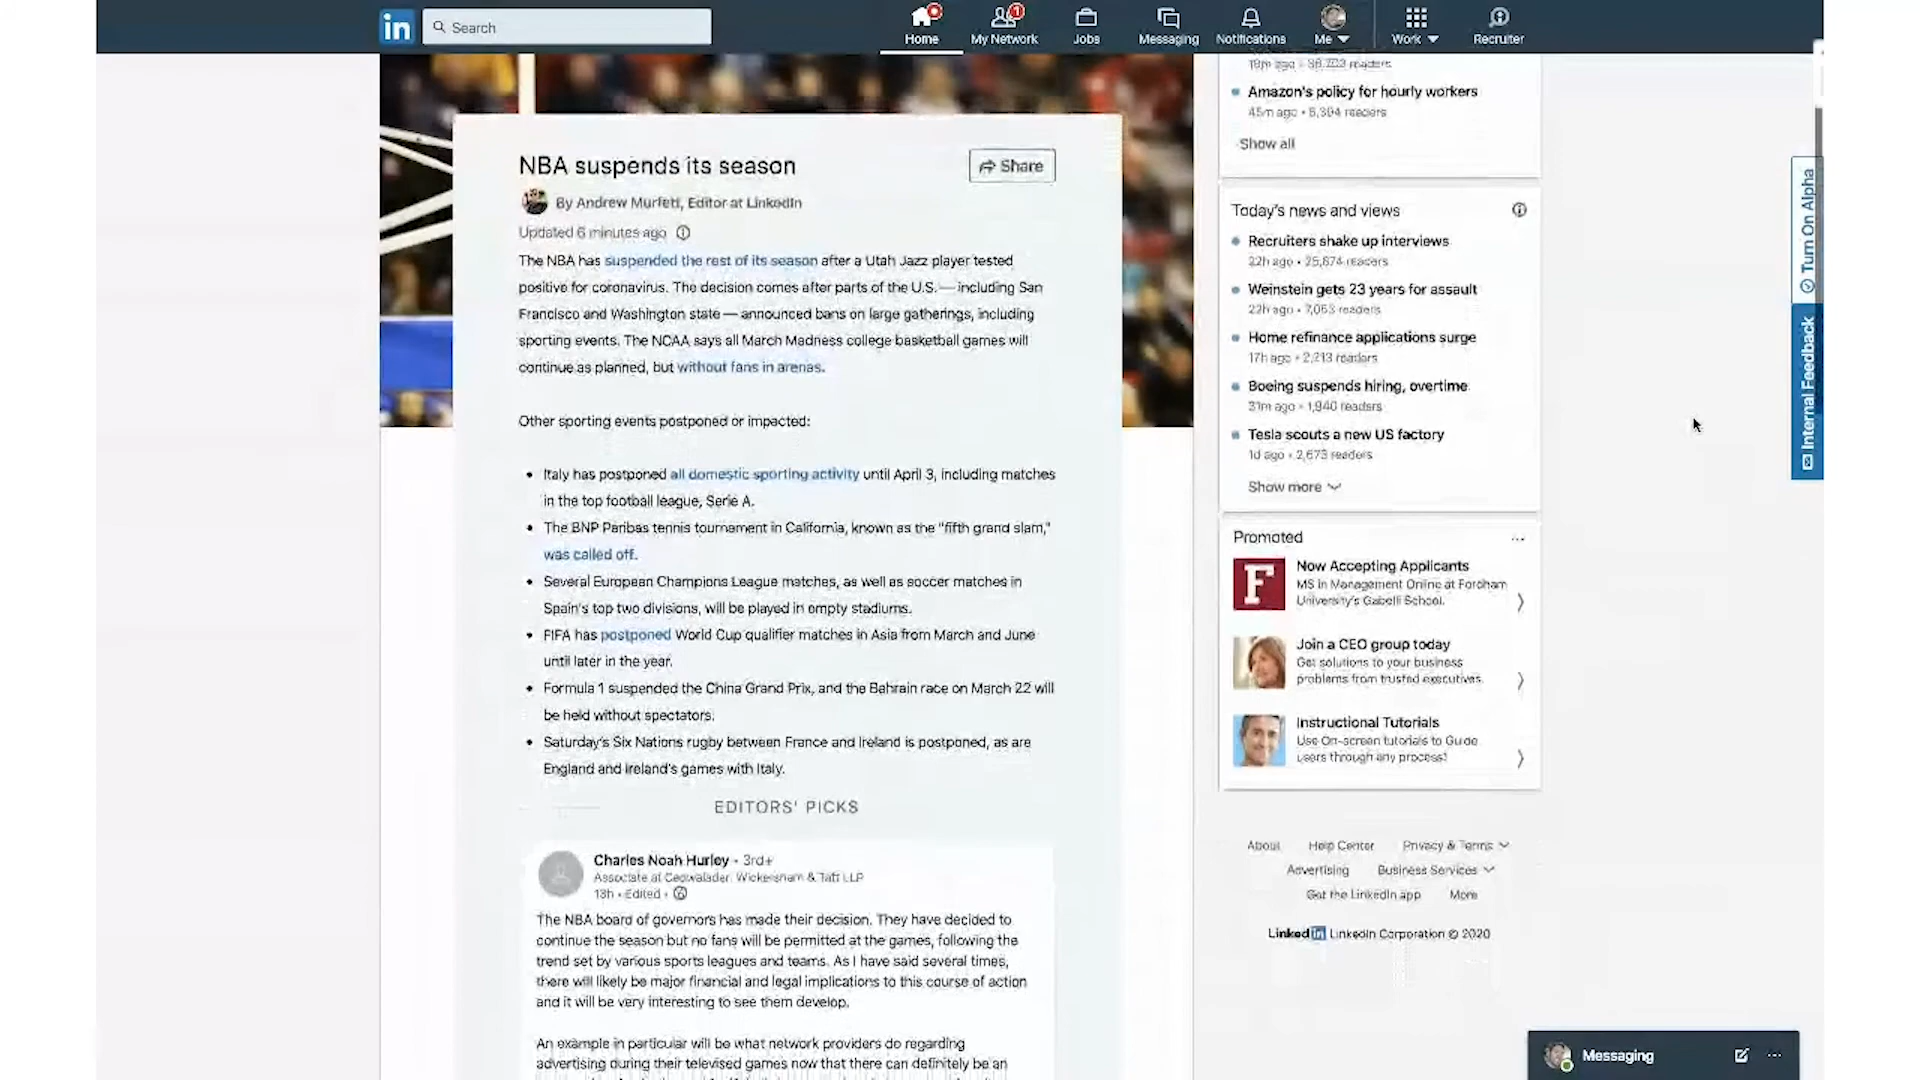 in
Search
Home
1
My Network
Jobs
Messaging
Notifications
Me
Work
Recruiter
NBA suspends its season
Share
By Andrew Murfett, Editor at LinkedIn
Updated 6 minutes ago
The NBA has suspended the rest of its season after a Utah Jazz player tested
positive for coronavirus. The decision comes after parts of the U.S. — including San
Francisco and Washington state — announced bans on large gatherings, including
sporting events. The NCAA says all March Madness college basketball games will
continue as planned, but without fans in arenas.
Other sporting events postponed or impacted:
• Italy has postponed all domestic sporting activity until April 3, including matches
in the top football league, Serie A.
• The BNP Paribas tennis tournament in California, known as the "fifth grand slam,"
was called off.
• Several European Champions League matches, as well as soccer matches in
Spain's top two divisions, will be played in empty stadiums.
• FIFA has postponed World Cup qualifier matches in Asia from March and June
until later in the year.
• Formula 1 suspended the China Grand Prix, and the Bahrain race on March 22 will
be held without spectators.
• Saturday's Six Nations rugby between France and Ireland is postponed, as are
England and Ireland's games with Italy.
EDITORS' PICKS
Charles Noah Hurley • 3rd+
Associate at Cadwalader, Wickersham & Taft LLP
13h • Edited •
The NBA board of governors has made their decision. They have decided to
continue the season but no fans will be permitted at the games, following the
trend set by various sports leagues and teams. As I have said several times,
there will likely be major financial and legal implications to this course of action
and it will be very interesting to see them develop.
An example in particular will be what network providers do regarding
advertising during their televised games now that there can definitely be an
ago • readers
Amazon's policy for hourly workers
45m ago • 6,394 readers
Show all
Today's news and views
Recruiters shake up interviews
22h ago • 25,874 readers
Weinstein gets 23 years for assault
22h ago • 7,053 readers
Home refinance applications surge
17h ago • 2,213 readers
Boeing suspends hiring, overtime
31m ago • 1,940 readers
Tesla scouts a new US factory
1d ago • 2,673 readers
Show more
Promoted
...
F
Now Accepting Applicants
MS in Management Online at Fordham
University's Gabelli School.
Join a CEO group today
Get solutions to your business
problems from trusted executives.
Instructional Tutorials
Use On-screen tutorials to Guide
users through any process!
About
Help Center
Privacy & Terms
Advertising
Business Services
Get the LinkedIn app
More
LinkedIn LinkedIn Corporation © 2020
Turn On Alpha
Internal Feedback
Messaging
...